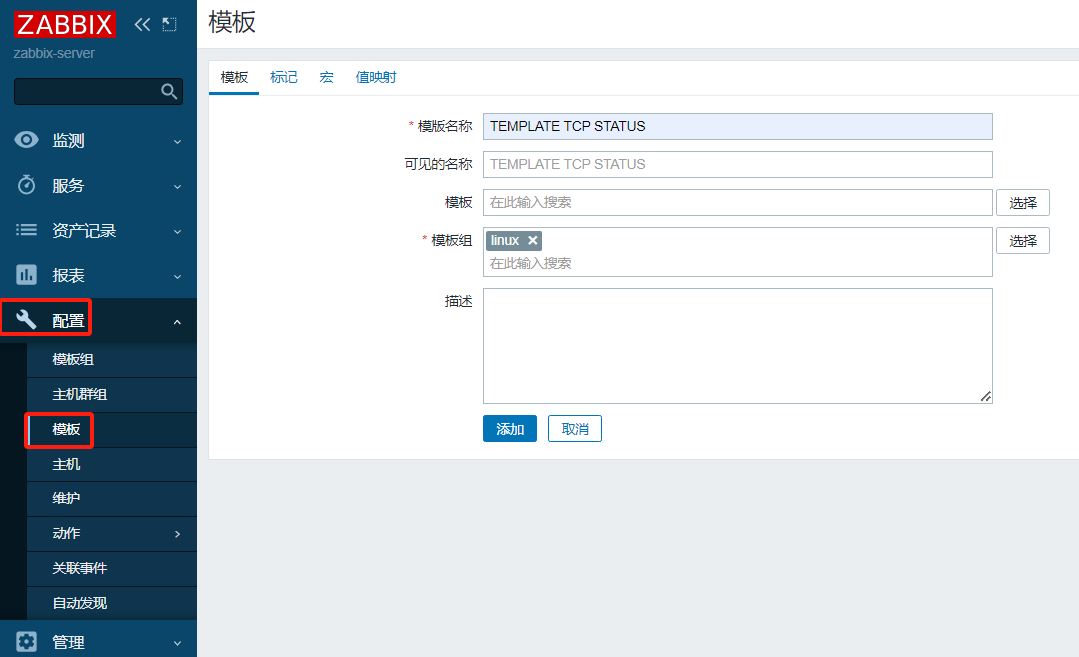 ZABBIX
zabbix-server
监测
服务
资产记录
报表
配置
模板组
主机群组
模板
主机
维护
动作
关联事件
自动发现
管理
模板
模板 标记 宏 值映射
* 模版名称 TEMPLATE TCP STATUS
可见的名称 TEMPLATE TCP STATUS
模板 在此输入搜索 选择
* 模板组 linux 选择
在此输入搜索
描述
添加 取消